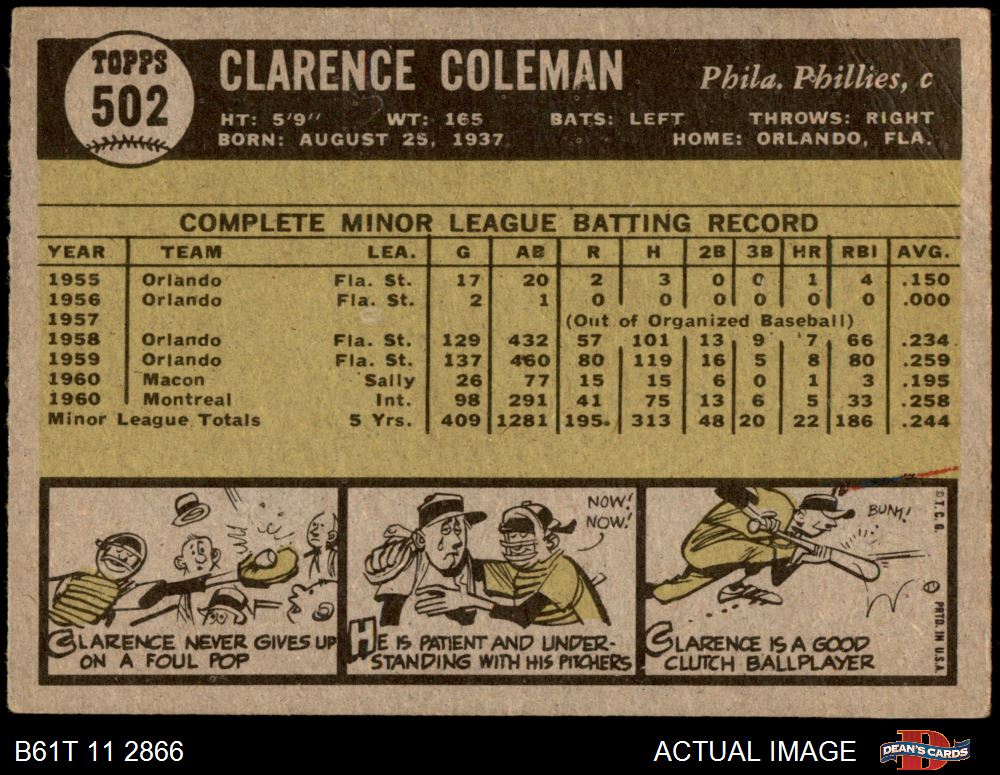 TOPPS
502
CLARENCE COLEMAN Phila. Phillies, c
HT: 5'9" WT: 165 BATS: LEFT THROWS: RIGHT
BORN: AUGUST 25, 1937 HOME: ORLANDO, FLA.
COMPLETE MINOR LEAGUE BATTING RECORD
YEAR TEAM LEA. G AB R H 2B 3B HR RBI AVG.
1955 Orlando Fla. St. 17 20 2 3 0 0 1 4 .150
1956 Orlando Fla. St. 2 1 0 0 0 0 0 0 .000
1957 (Out of Organized Baseball)
1958 Orlando Fla. St. 129 432 57 101 13 9 7 66 .234
1959 Orlando Fla. St. 137 460 80 119 16 5 8 80 .259
1960 Macon Sally 26 77 15 15 6 0 1 3 .195
1960 Montreal Int. 98 291 41 75 13 6 5 33 .258
Minor League Totals 5 Yrs. 409 1281 195 313 48 20 22 186 .244
CLARENCE NEVER GIVES UP
ON A FOUL POP
NOW!
NOW!
HE IS PATIENT AND UNDER-
STANDING WITH HIS PITCHERS
BUNK!
CLARENCE IS A GOOD
CLUTCH BALLPLAYER
© T.C.G.
PRTD. IN U.S.A.
B61T 11 2866
ACTUAL IMAGE
D
DEAN'S CARDS